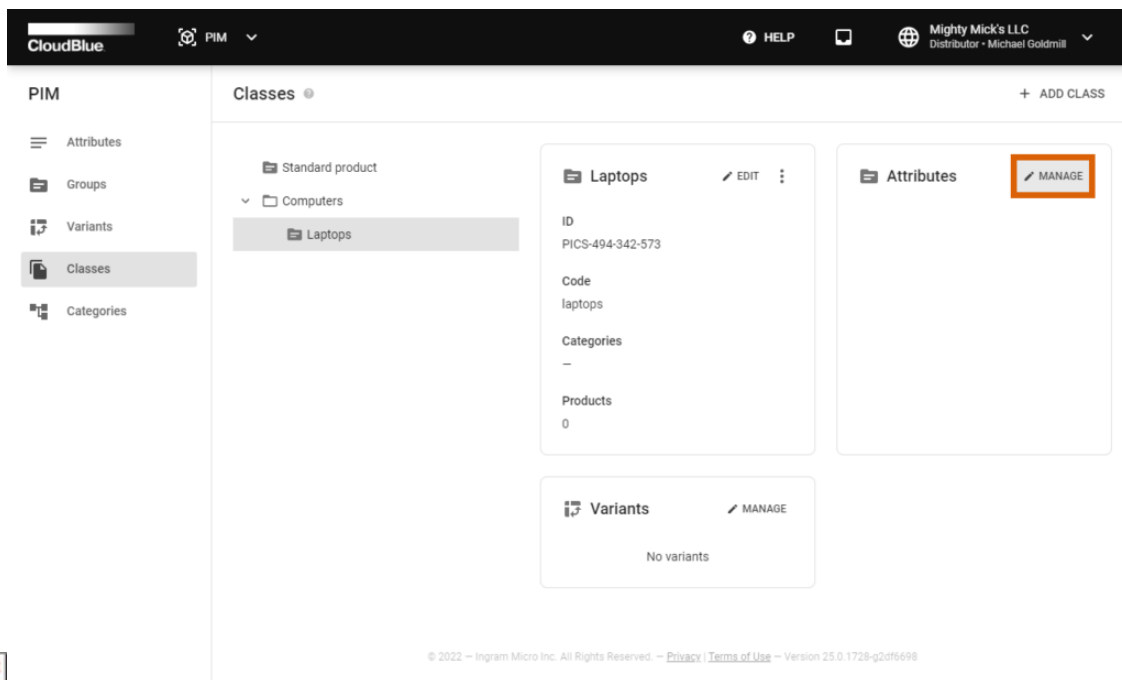 CloudBlue.
PIM
HELP
Mighty Mick's LLC
Distributor • Michael Goldmill
PIM
Attributes
Groups
Variants
Classes
Categories
Classes
+ ADD CLASS
Standard product
Computers
Laptops
Laptops
EDIT
ID
PICS-494-342-573
Code
laptops
Categories
—
Products
0
Attributes
MANAGE
Variants
MANAGE
No variants
© 2022 — Ingram Micro Inc. All Rights Reserved. — Privacy | Terms of Use — Version 25.0.1728-g2df6698